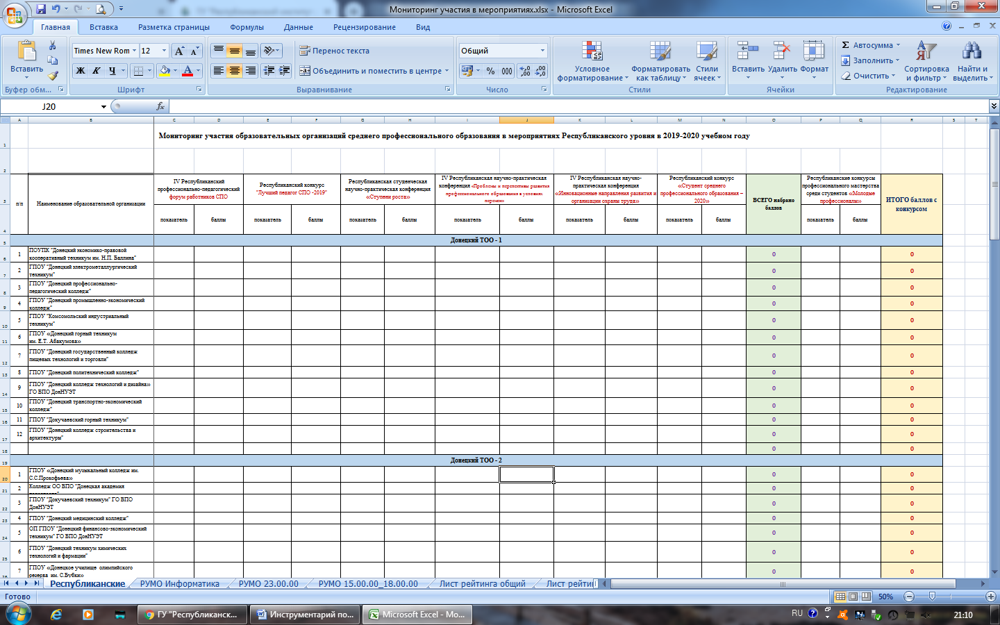 Мониторинг участия в мероприятиях.xlsx - Microsoft Excel
Главная Вставка Разметка страницы Формулы Данные Рецензирование Вид
Вставить
Буфер обм...
Times New Rom 12
Ж К Ч
Шрифт
Перенос текста
Объединить и поместить в центре
Выравнивание
Общий
% 000
Число
Условное форматирование
Форматировать как таблицу
Стили ячеек
Стили
Вставить Удалить Формат
Ячейки
Σ Автосумма
Заполнить
Очистить
Сортировка и фильтр
Найти и выделить
Редактирование
J20 fx
A B C D E F G H I J K L M N O P Q R S T
Мониторинг участия образовательных организаций среднего профессионального образования в мероприятиях Республиканского уровня в 2019-2020 учебном году
п/п
Наименование образовательной организации
IV Республиканский
профессионально-педагогический
форум работников СПО
Республиканский конкурс
"Лучший педагог СПО -2019"
Республиканская студенческая
научно-практическая конференция
«Ступени роста»
IV Республиканская научно-практическая
конференция «Проблемы и перспективы развития
профессионального образования в условиях
перемен»
IV Республиканская научно-
практическая конференция
«Инновационные направления развития и
организации охраны труда»
Республиканский конкурс
«Студент среднего
профессионального образования –
2020»
ВСЕГО набрано
баллов
Республиканские конкурсы
профессионального мастерства
среди студентов «Молодые
профессионалы»
ИТОГО баллов с
конкурсом
показатель баллы показатель баллы показатель баллы показатель баллы показатель баллы показатель баллы показатель баллы
Донецкий ТОО - 1
1 ПОУПК "Донецкий экономико-правовой
кооперативный техникум им. Н.П. Баллина" 0 0
2 ГПОУ "Донецкий электрометаллургический
техникум" 0 0
3 ГПОУ "Донецкий профессионально-
педагогический колледж" 0 0
4 ГПОУ "Донецкий промышленно-экономический
колледж" 0 0
5 ГПОУ "Комсомольский индустриальный
техникум" 0 0
6 ГПОУ «Донецкий горный техникум
им. Е.Т. Абакумова» 0 0
7 ГПОУ "Донецкий государственный колледж
пищевых технологий и торговли" 0 0
8 ГПОУ "Донецкий политехнический колледж" 0 0
9 ГПОУ "Донецкий колледж технологий и дизайна»
ГО ВПО ДонНУЭТ 0 0
10 ГПОУ "Донецкий транспортно-экономический
колледж" 0 0
11 ГПОУ "Докучаевский горный техникум" 0 0
12 ГПОУ "Донецкий колледж строительства и
архитектуры" 0 0
0 0
Донецкий ТОО - 2
1 ГПОУ «Донецкий музыкальный колледж им.
С.С.Прокофьева» 0 0
2 Колледж ОО ВПО "Донецкая академия 0 0
3 ГПОУ "Докучаевский техникум" ГО ВПО
ДонНУЭТ 0 0
4 ГПОУ "Донецкий медицинский колледж" 0 0
5 ОП ГПОУ "Донецкий финансово-экономический
техникум" ГО ВПО ДонНУЭТ 0 0
6 ГПОУ "Донецкий техникум химических
технологий и фармации" 0 0
7 ГПОУ «Донецкое училище олимпийского
резерва им. С.Бубки» 0 0
Республиканские РУМО Информатика РУМО 23.00.00 РУМО 15.00.00_18.00.00 Лист рейтинга общий Лист рейтин
Готово 50%
ГУ "Республиканск... Инструментарий по... Microsoft Excel - Мо... RU 21:10